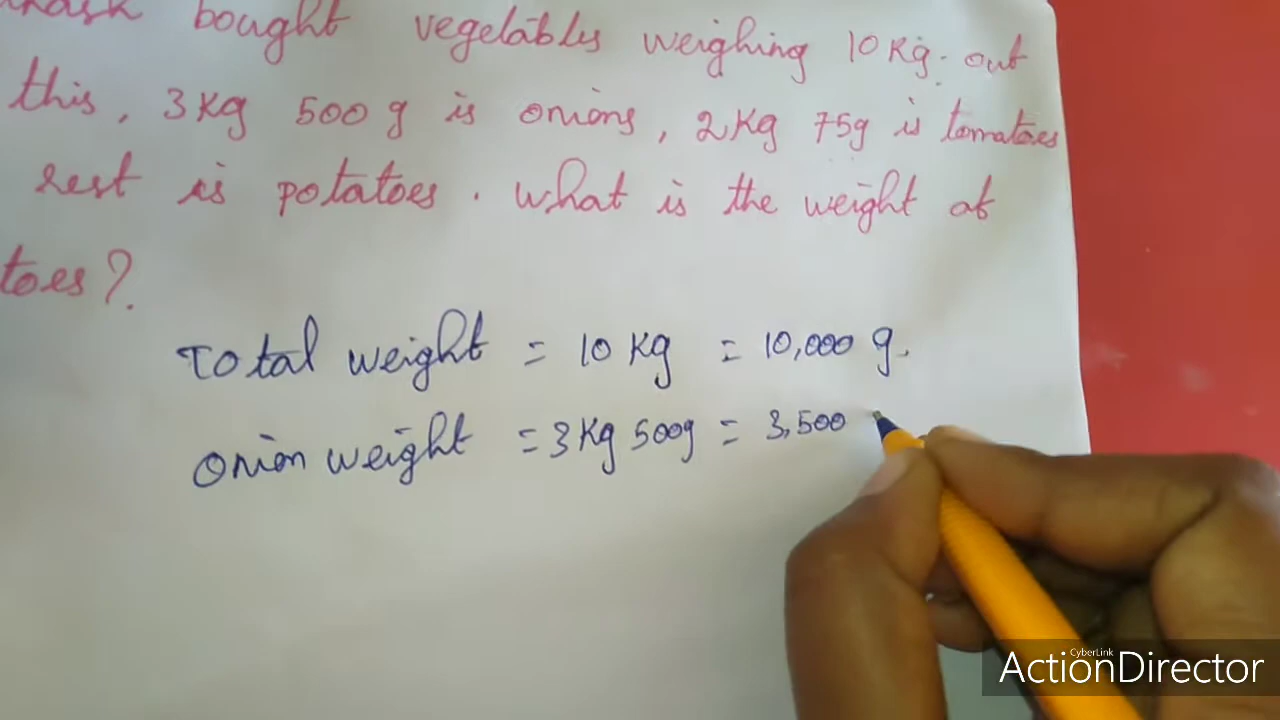 bought vegetables weighing 10 Kg. out
this, 3 Kg 500 g is onions, 2 Kg 75g is tomatoes
rest is potatoes. What is the weight of
toes?
Total weight = 10 Kg = 10,000 g.
Onion weight = 3 Kg 500g = 3,500
CyberLink
ActionDirector